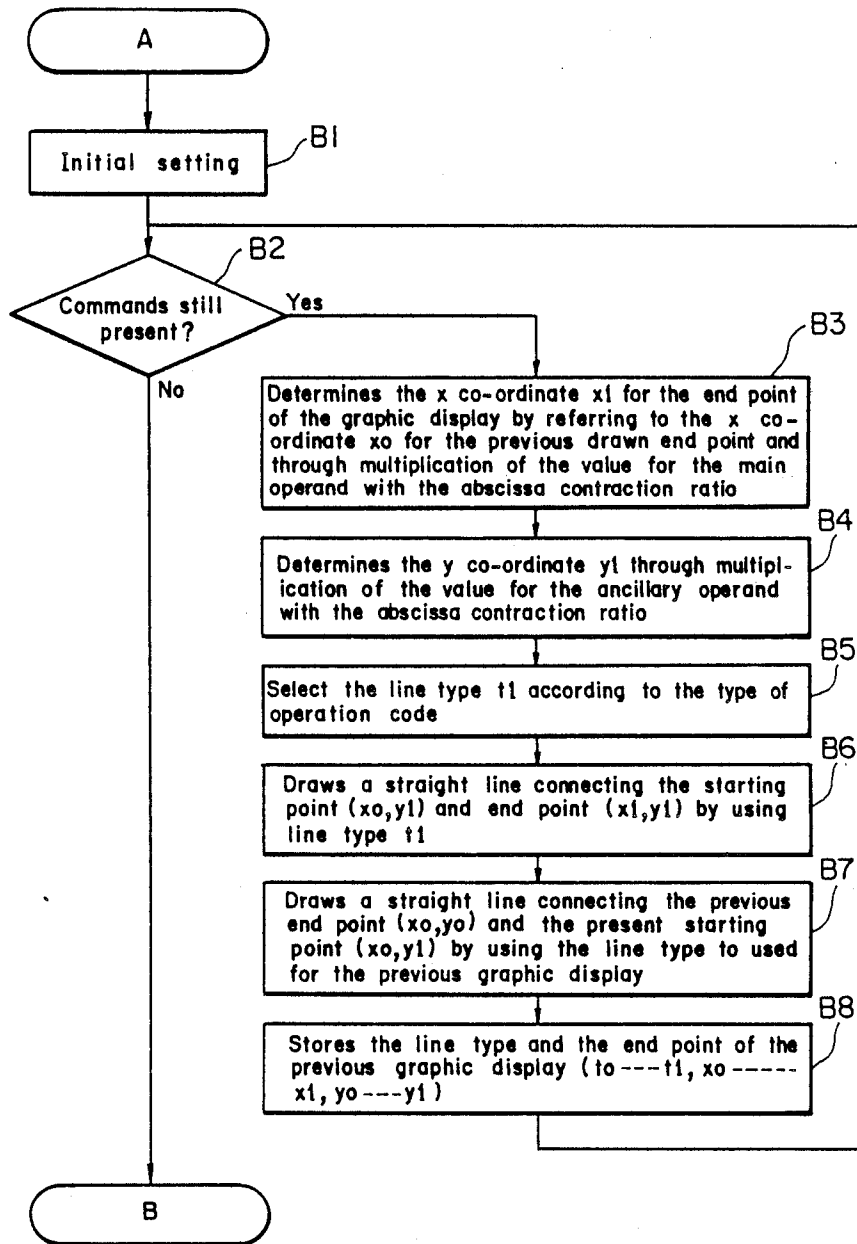 A
B1
Initial setting
B2
Commands still
present?
Yes
No
B3
Determines the x co-ordinate x1 for the end point
of the graphic display by referring to the x co-
ordinate xo for the previous drawn end point and
through multiplication of the value for the main
operand with the abscissa contraction ratio
B4
Determines the y co-ordinate y1 through multipl-
ication of the value for the ancillary operand
with the abscissa contraction ratio
B5
Select the line type t1 according to the type of
operation code
B6
Draws a straight line connecting the starting
point (xo,y1) and end point (x1,y1) by using
line type t1
B7
Draws a straight line connecting the previous
end point (xo,yo) and the present starting
point (xo,y1) by using the line type to used
for the previous graphic display
B8
Stores the line type and the end point of the
previous graphic display (to---t1, xo-----
x1, yo---y1)
B